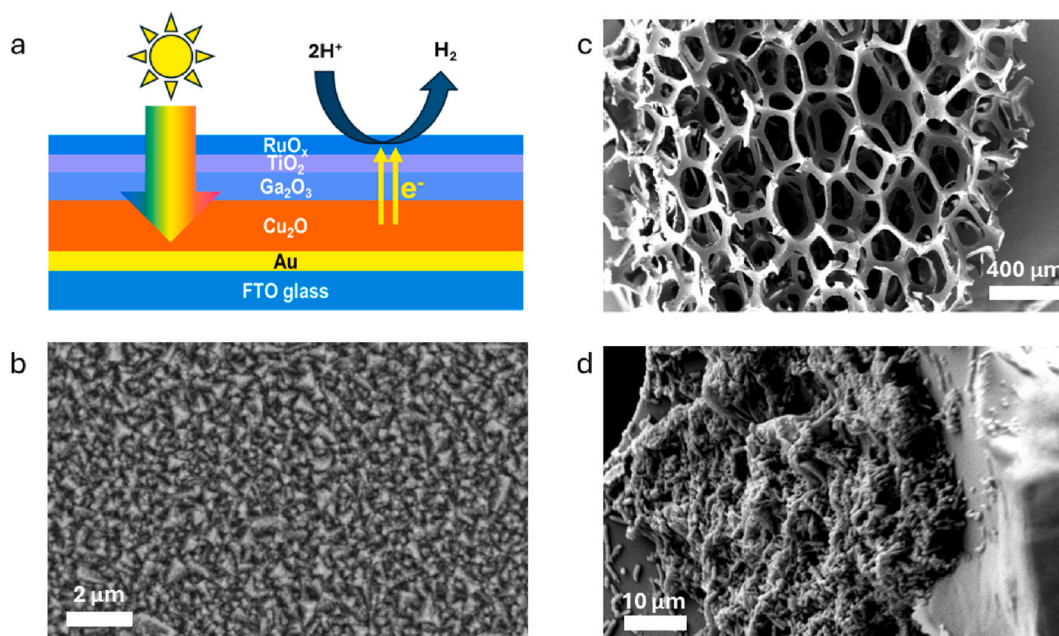 a
2H⁺
H₂
RuOₓ
TiO₂
Ga₂O₃
e⁻
Cu₂O
Au
FTO glass
b
2 μm
c
400 μm
d
10 μm